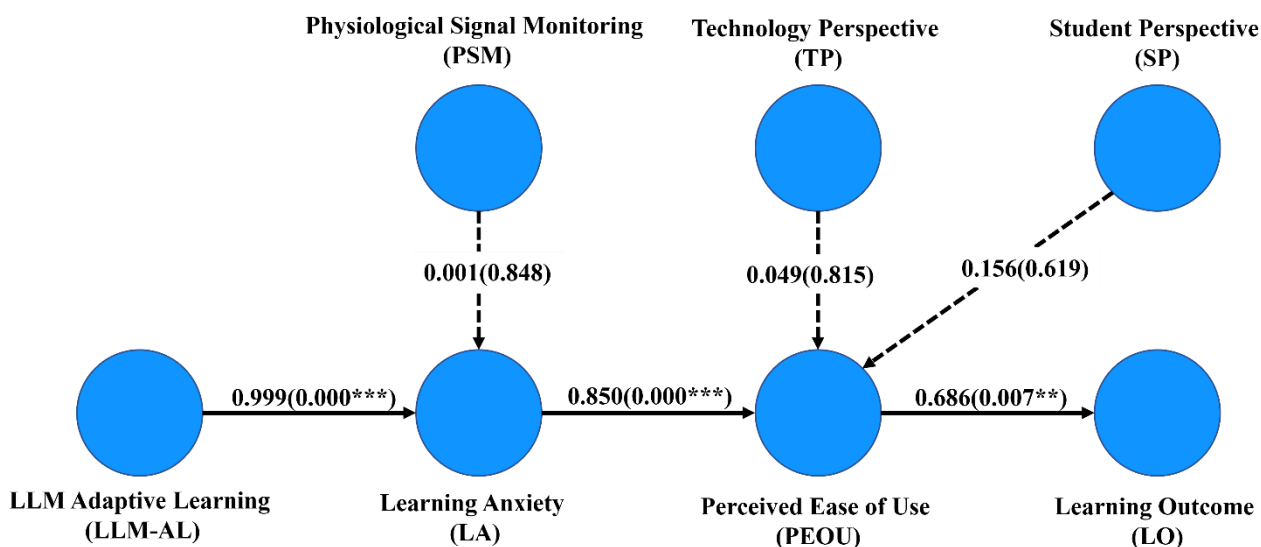 Physiological Signal Monitoring
(PSM)
Technology Perspective
(TP)
Student Perspective
(SP)
0.001(0.848)
0.049(0.815)
0.156(0.619)
0.999(0.000***)
0.850(0.000***)
0.686(0.007**)
LLM Adaptive Learning
(LLM-AL)
Learning Anxiety
(LA)
Perceived Ease of Use
(PEOU)
Learning Outcome
(LO)